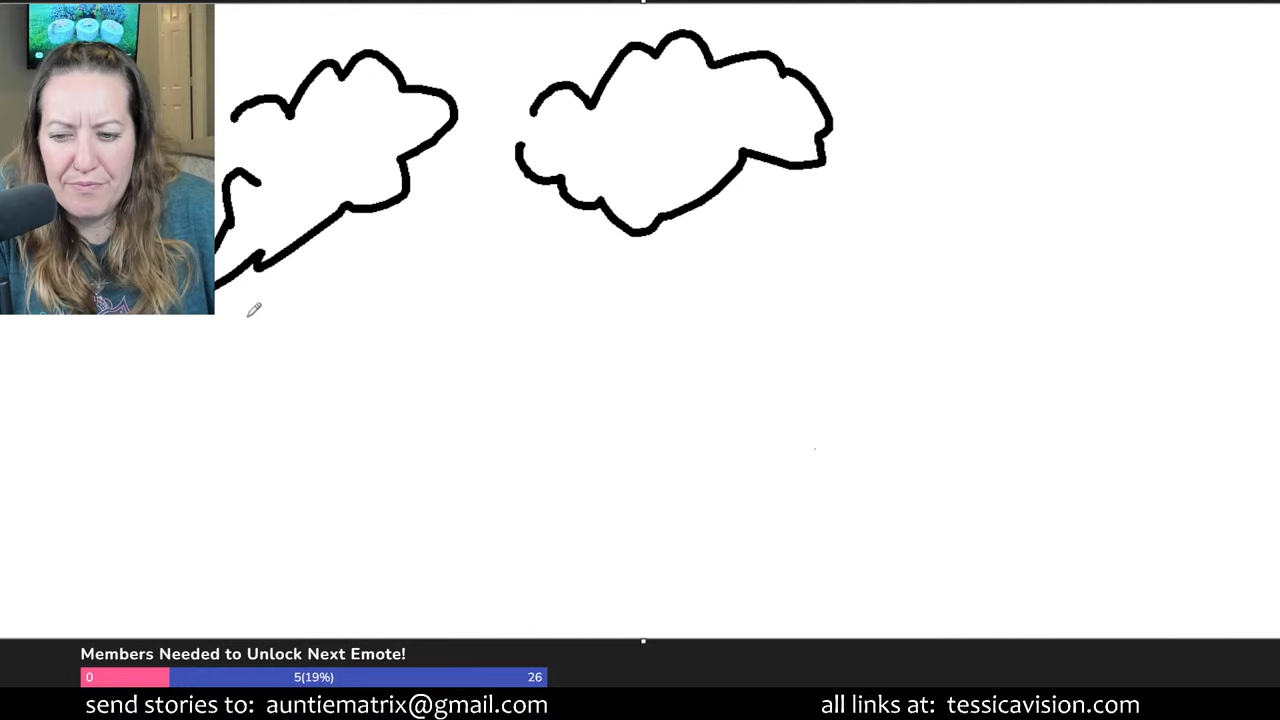 Members Needed to Unlock Next Emote!
0 5(19%) 26
send stories to: auntiematrix@gmail.com
all links at: tessicavision.com